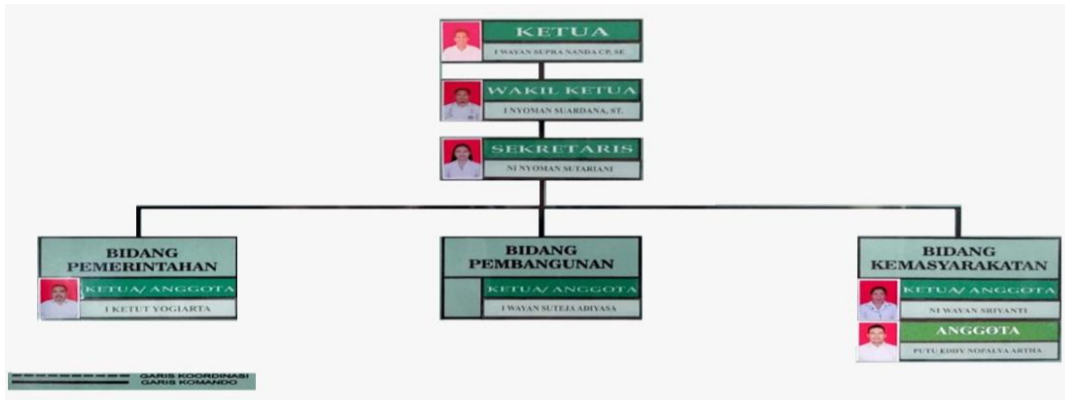 KETUA
I WAYAN SUPRA NANDA CP, SE.
WAKIL KETUA
I NYOMAN SUARDANA, ST.
SEKRETARIS
NI NYOMAN SUTARIANI
BIDANG
PEMERINTAHAN
KETUA/ ANGGOTA
I KETUT YOGIARTA
BIDANG
PEMBANGUNAN
KETUA/ ANGGOTA
I WAYAN SUTEJA ADIYASA
BIDANG
KEMASYARAKATAN
KETUA/ ANGGOTA
NI WAYAN SRIYANTI
ANGGOTA
PUTU EDDY NOPALYA ARTHA
GARIS KOORDINASI
GARIS KOMANDO